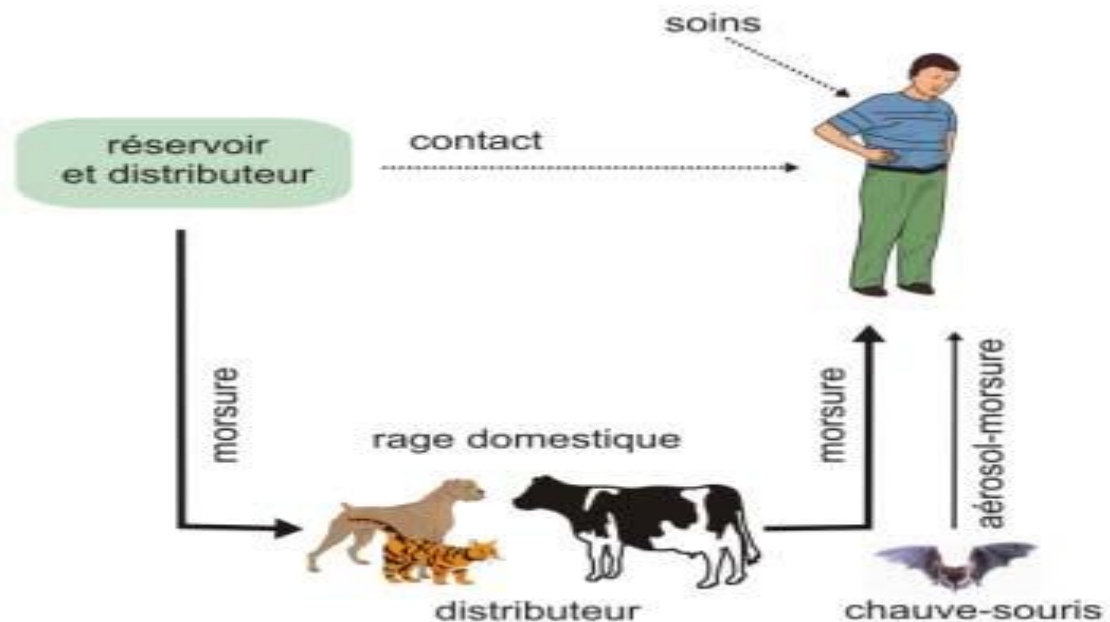 soins
réservoir
et distributeur
contact
morsure
rage domestique
morsure
aérosol-morsure
distributeur
chauve-souris